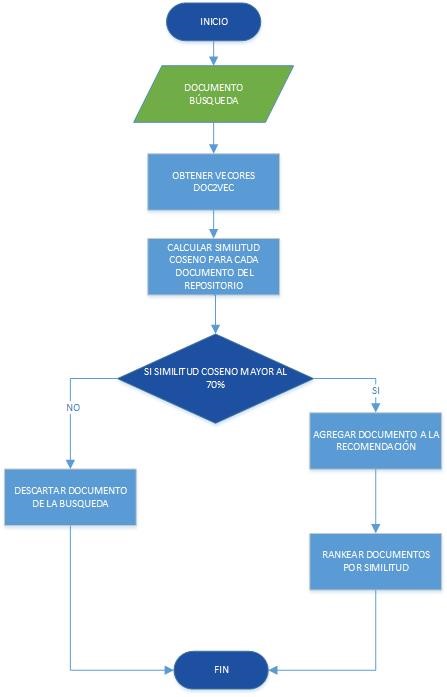 INICIO
DOCUMENTO
BÚSQUEDA
OBTENER VECORES
DOC2VEC
CALCULAR SIMILITUD
COSENO PARA CADA
DOCUMENTO DEL
REPOSITORIO
SI SIMILITUD COSENO MAYOR AL
70%
NO
SI
AGREGAR DOCUMENTO A LA
RECOMENDACIÓN
DESCARTAR DOCUMENTO
DE LA BUSQUEDA
RANKEAR DOCUMENTOS
POR SIMILITUD
FIN